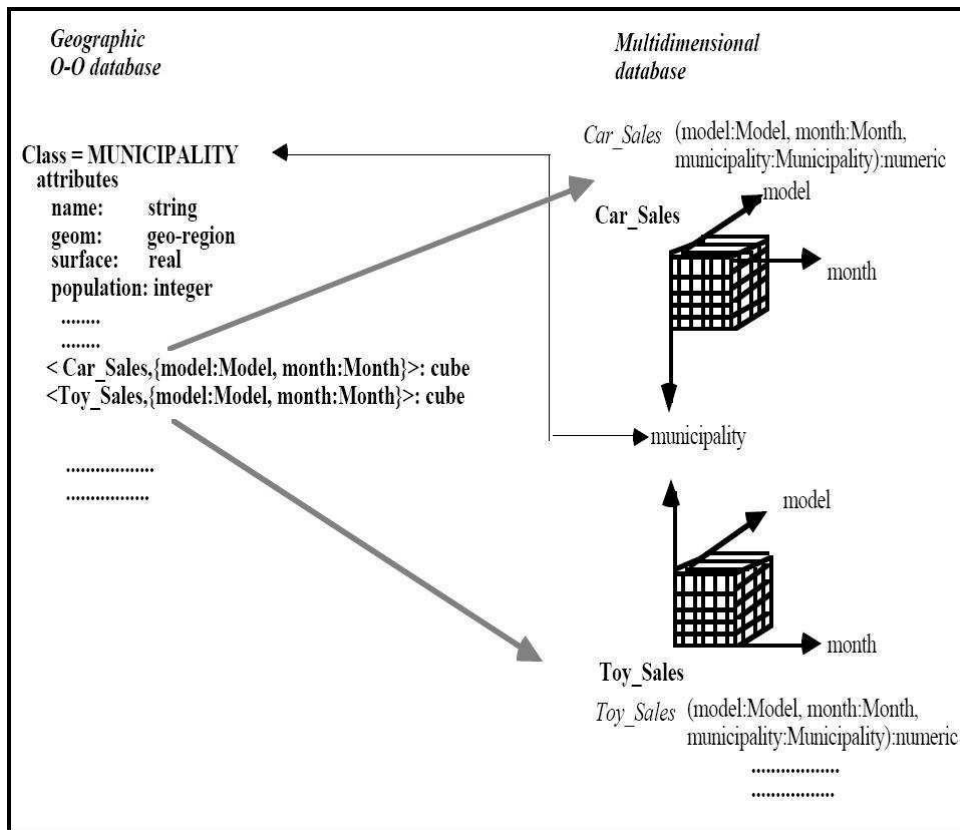 Geographic
O-O database
Class = MUNICIPALITY
attributes
name: string
geom: geo-region
surface: real
population: integer
........
........
< Car_Sales,{model:Model, month:Month}>: cube
<Toy_Sales,{model:Model, month:Month}>: cube
..................
.................
Multidimensional
database
Car_Sales (model:Model, month:Month,
municipality:Municipality):numeric
model
Car_Sales
month
municipality
model
month
Toy_Sales
Toy_Sales (model:Model, month:Month,
municipality:Municipality):numeric
..................
.................